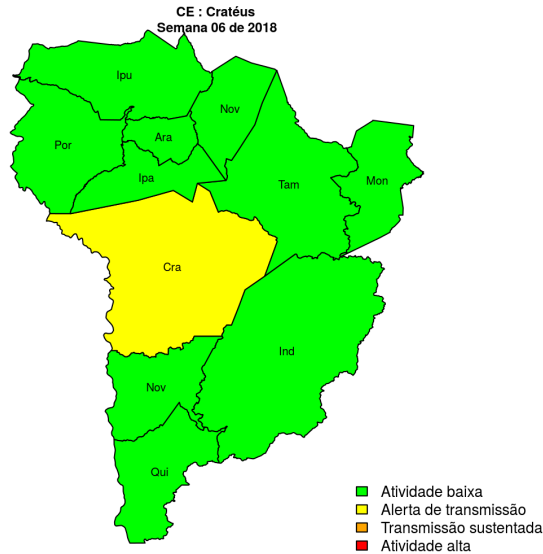 CE : Cratéus
Semana 06 de 2018
Ipu
Nov
Por
Ara
Ipa
Tam
Mon
Cra
Ind
Nov
Qui
Atividade baixa
Alerta de transmissão
Transmissão sustentada
Atividade alta